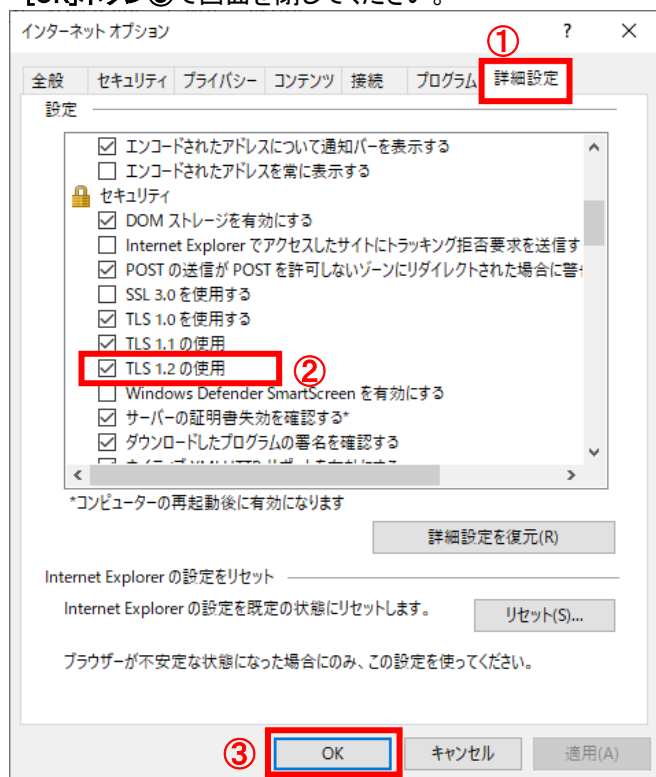 [OK]ボタン③で画面を閉じてください。
インターネット オプション ? ×
①
全般 セキュリティ プライバシー コンテンツ 接続 プログラム 詳細設定
設定
エンコードされたアドレスについて通知バーを表示する
エンコードされたアドレスを常に表示する
セキュリティ
DOM ストレージを有効にする
Internet Explorer でアクセスしたサイトにトラッキング拒否要求を送信す
POST の送信が POST を許可しないゾーンにリダイレクトされた場合に警
SSL 3.0 を使用する
TLS 1.0 を使用する
TLS 1.1 の使用
TLS 1.2 の使用 ②
Windows Defender SmartScreen を有効にする
サーバーの証明書失効を確認する*
ダウンロードしたプログラムの署名を確認する
*コンピューターの再起動後に有効になります
詳細設定を復元(R)
Internet Explorer の設定をリセット
Internet Explorer の設定を既定の状態にリセットします。
リセット(S)...
ブラウザーが不安定な状態になった場合にのみ、この設定を使ってください。
③ OK キャンセル 適用(A)